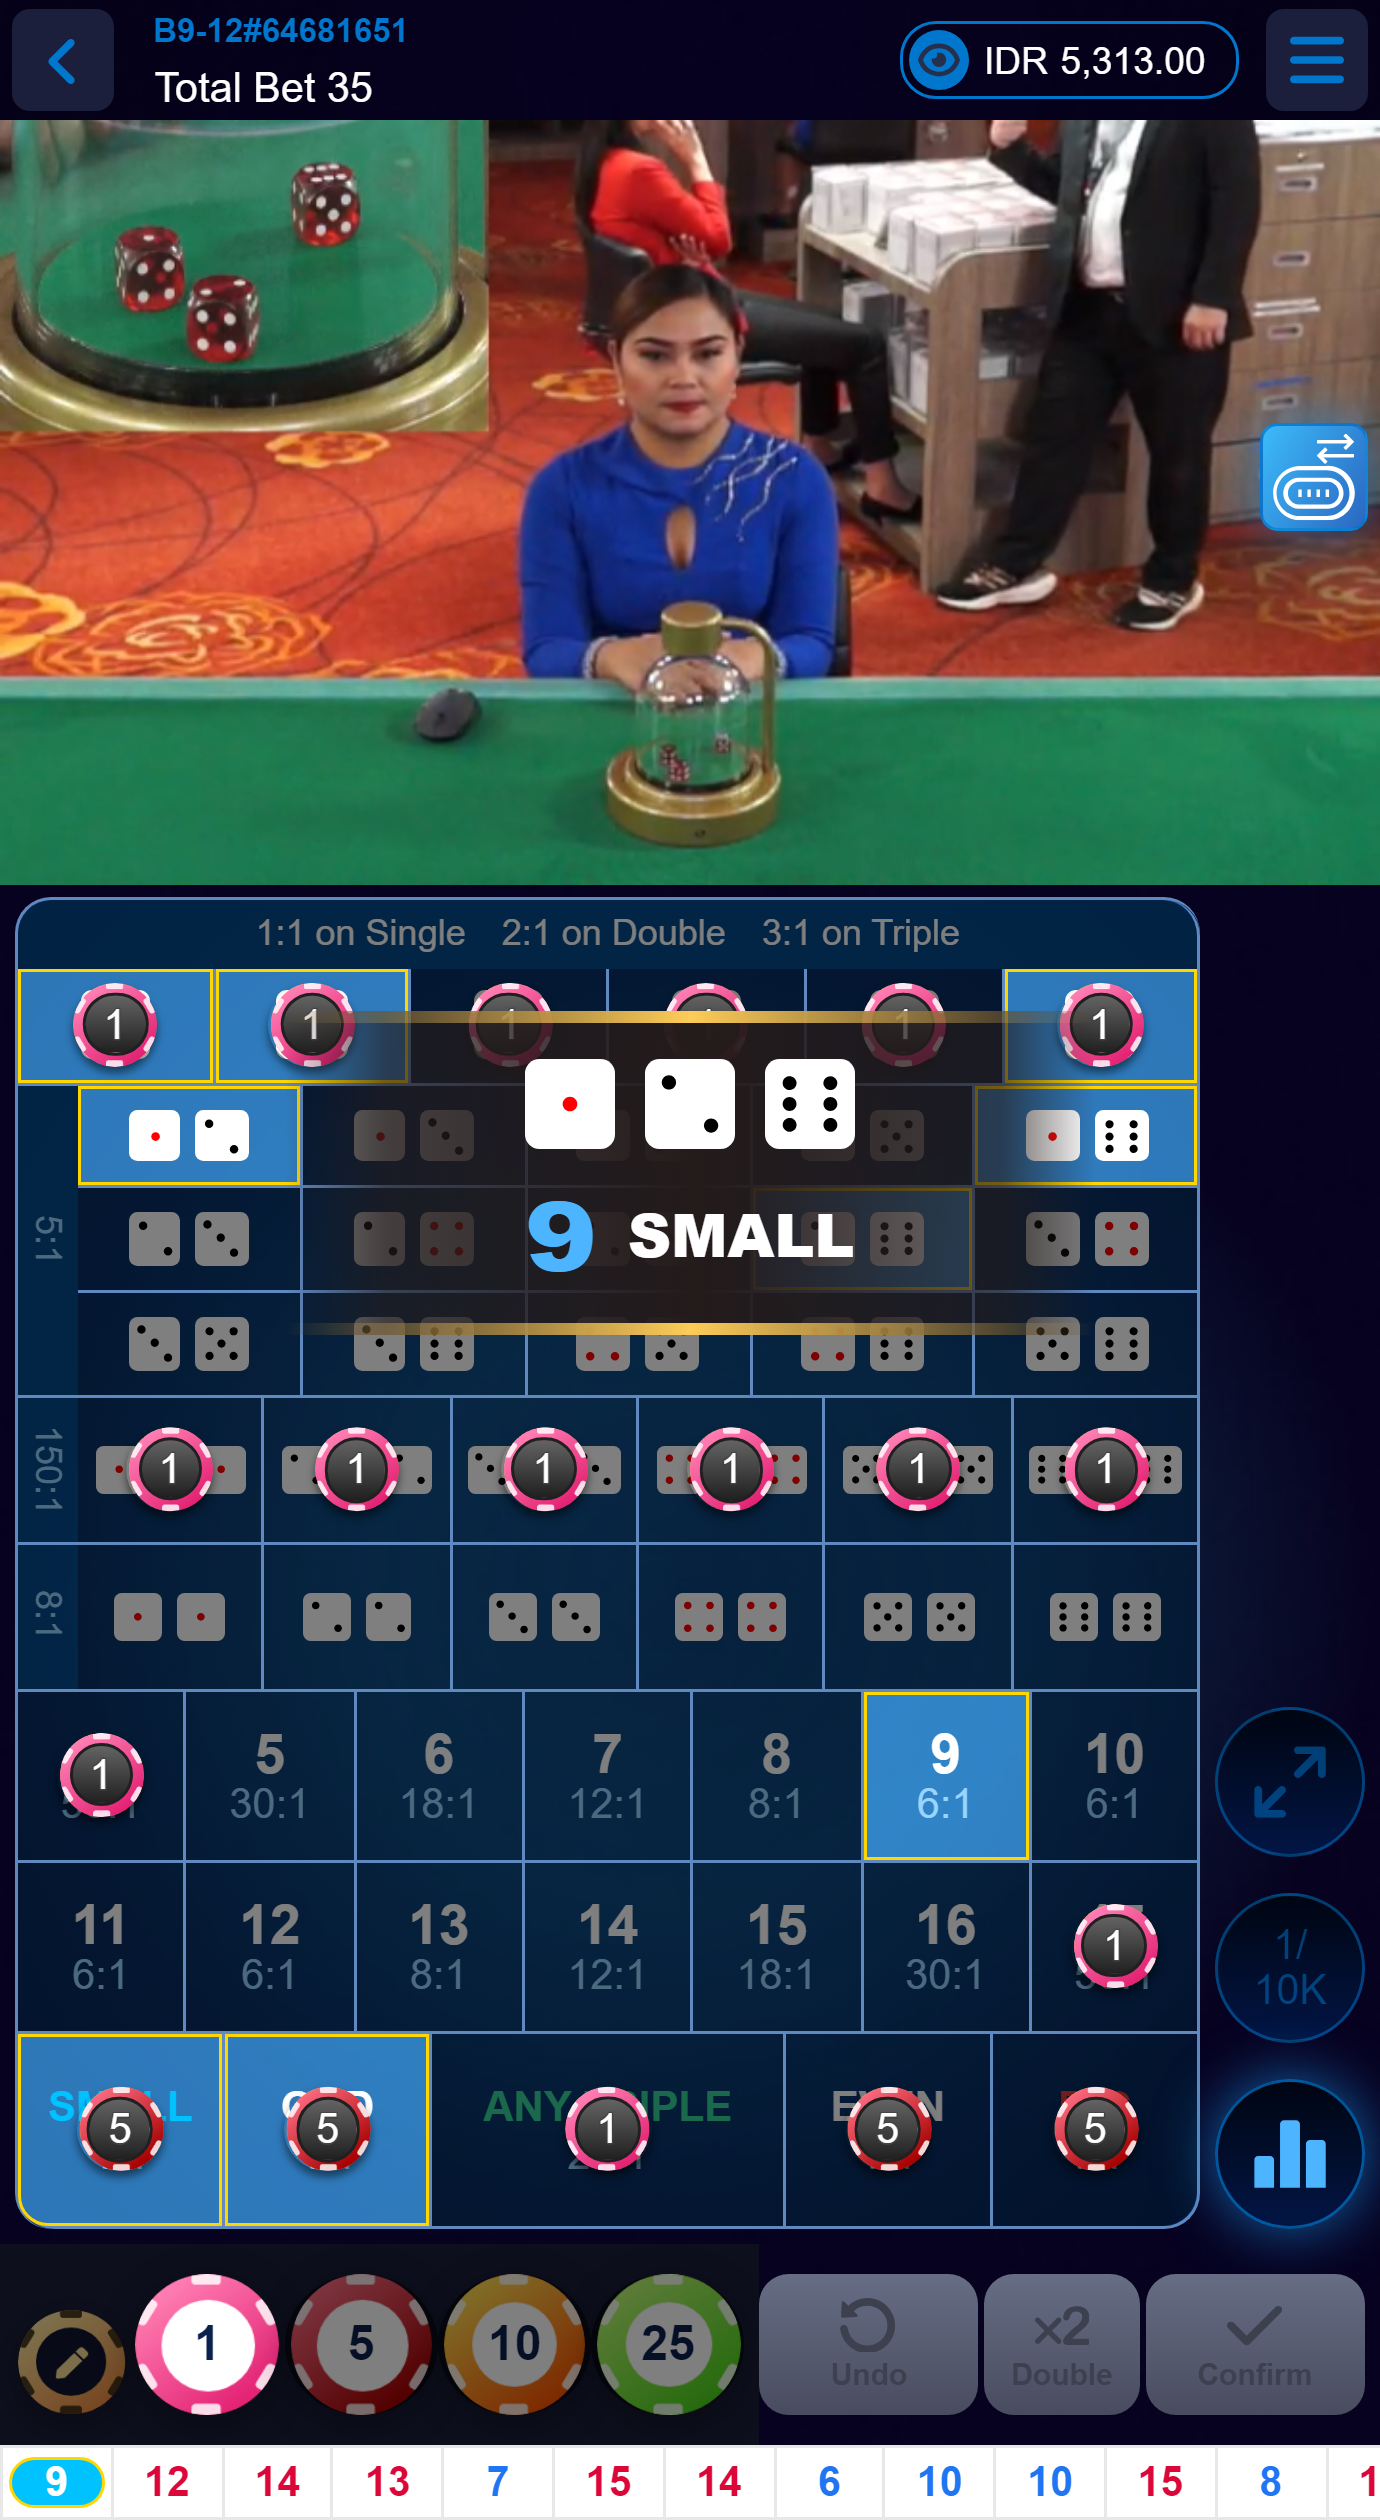 B9-12#64681651
Total Bet 35
IDR 5,313.00
1:1 on Single 2:1 on Double 3:1 on Triple
1 1 1 1 1 1
9 SMALL
5:1
150:1
1 1 1 1 1 1
8:1
1 5 6 7 8 9 10
30:1 18:1 12:1 8:1 6:1 6:1
11 12 13 14 15 16 1
6:1 6:1 8:1 12:1 18:1 30:1
1/
10K
5 5 1 5 5
1 5 10 25
x2
Undo Double Confirm
9 12 14 13 7 15 14 6 10 10 15 8